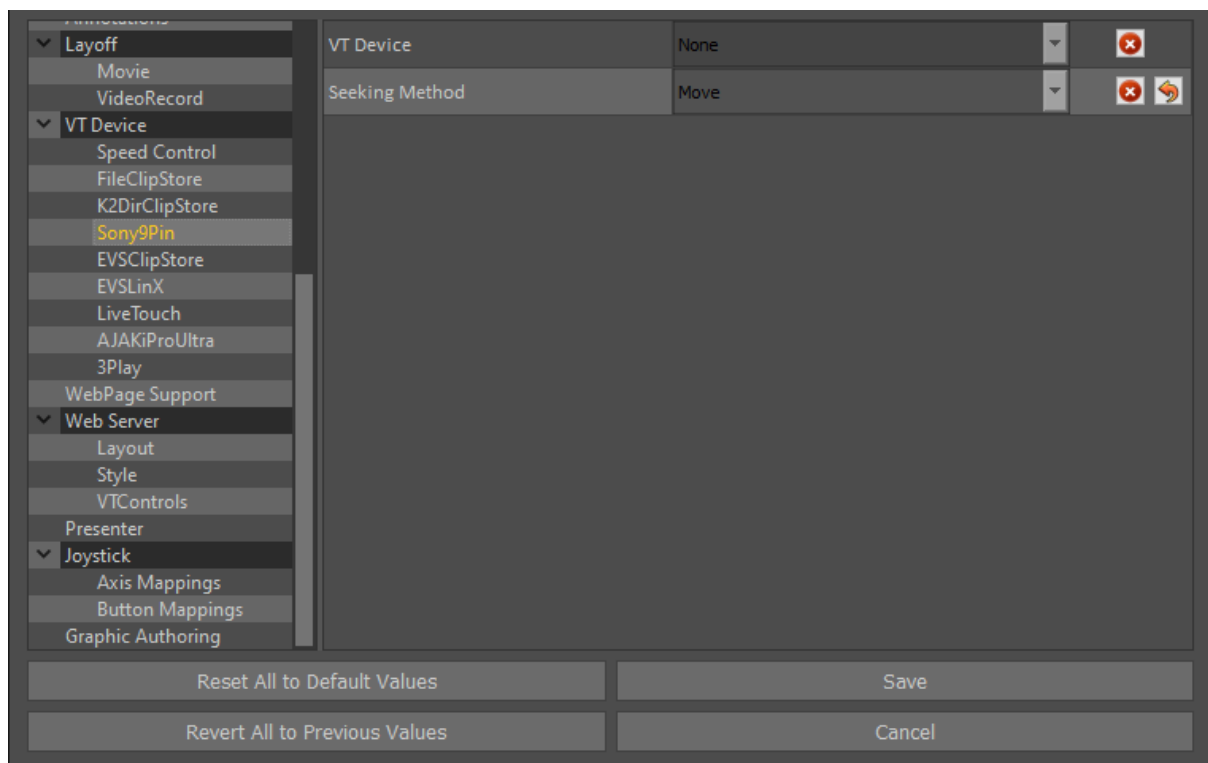 Annotations
Layoff
Movie
VideoRecord
VT Device
Speed Control
FileClipStore
K2DirClipStore
Sony9Pin
EVSClipStore
EVSLinX
LiveTouch
AJAKiProUltra
3Play
WebPage Support
Web Server
Layout
Style
VTControls
Presenter
Joystick
Axis Mappings
Button Mappings
Graphic Authoring
VT Device None
Seeking Method Move
Reset All to Default Values Save
Revert All to Previous Values Cancel